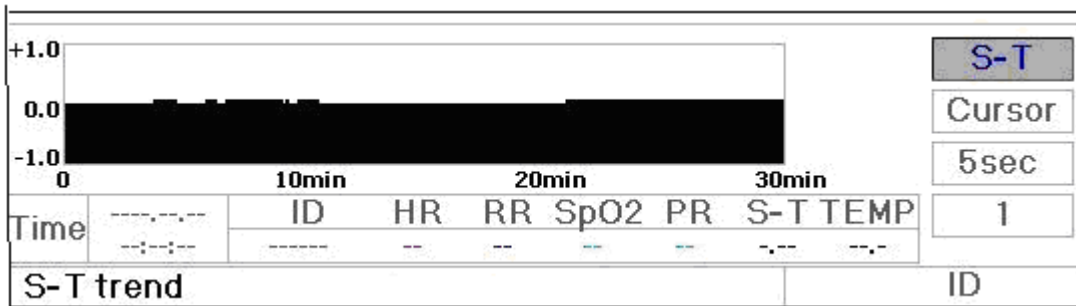 +1.0
S-T
0.0
Cursor
-1.0
5sec
0 10min 20min 30min
Time ----.--.-- ID HR RR SpO2 PR S-T TEMP 1
--:--:-- ------ -- -- -- -- -.-- --.-
S-T trend ID